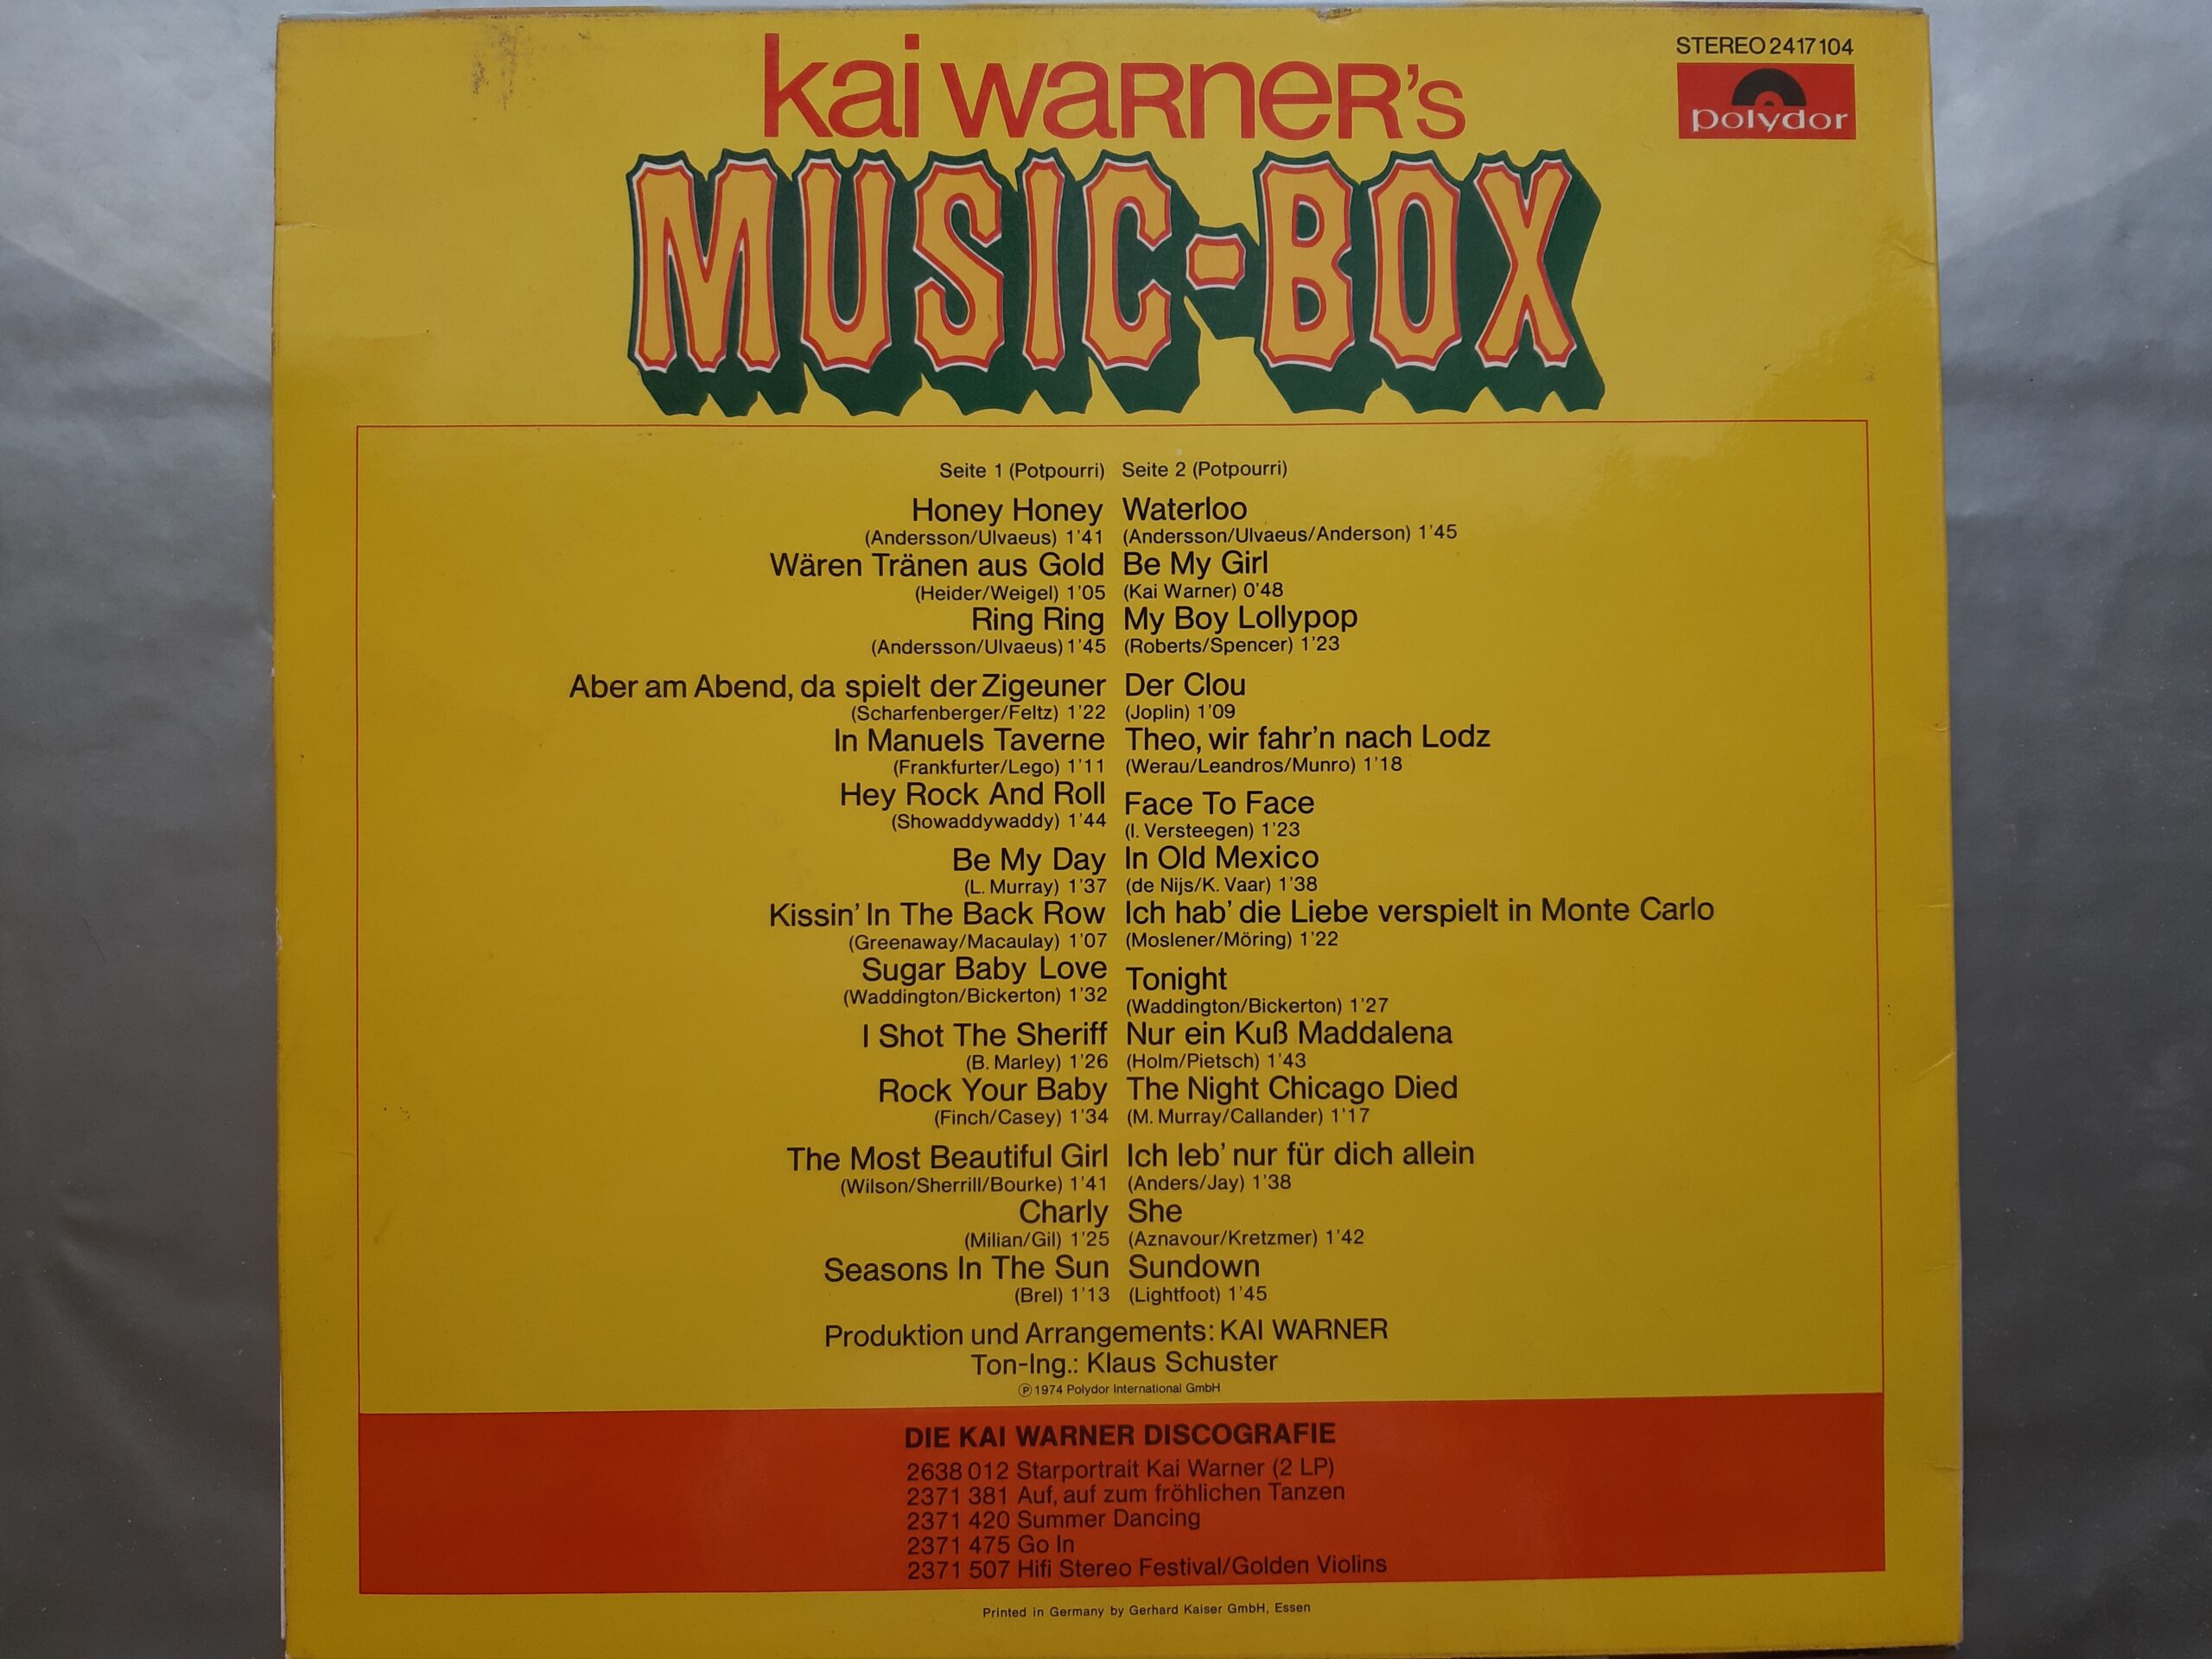 STEREO 2417 104
polydor
kai warner's
MUSIC-BOX
Seite 1 (Potpourri)
Honey Honey
(Andersson/Ulvaeus) 1'41
Wären Tränen aus Gold
(Heider/Weigel) 1'05
Ring Ring
(Andersson/Ulvaeus) 1'45
Aber am Abend, da spielt der Zigeuner
(Scharfenberger/Feltz) 1'22
In Manuels Taverne
(Frankfurter/Lego) 1'11
Hey Rock And Roll
(Showaddywaddy) 1'44
Be My Day
(L. Murray) 1'37
Kissin' In The Back Row
(Greenaway/Macaulay) 1'07
Sugar Baby Love
(Waddington/Bickerton) 1'32
I Shot The Sheriff
(B. Marley) 1'26
Rock Your Baby
(Finch/Casey) 1'34
The Most Beautiful Girl
(Wilson/Sherrill/Bourke) 1'41
Charly
(Milian/Gil) 1'25
Seasons In The Sun
(Brel) 1'13
Seite 2 (Potpourri)
Waterloo
(Andersson/Ulvaeus/Anderson) 1'45
Be My Girl
(Kai Warner) 0'48
My Boy Lollypop
(Roberts/Spencer) 1'23
Der Clou
(Joplin) 1'09
Theo, wir fahr'n nach Lodz
(Werau/Leandros/Munro) 1'18
Face To Face
(I. Versteegen) 1'23
In Old Mexico
(de Nijs/K. Vaar) 1'38
Ich hab' die Liebe verspielt in Monte Carlo
(Moslener/Möring) 1'22
Tonight
(Waddington/Bickerton) 1'27
Nur ein Kuß Maddalena
(Holm/Pietsch) 1'43
The Night Chicago Died
(M. Murray/Callander) 1'17
Ich leb' nur für dich allein
(Anders/Jay) 1'38
She
(Aznavour/Kretzmer) 1'42
Sundown
(Lightfoot) 1'45
Produktion und Arrangements: KAI WARNER
Ton-Ing.: Klaus Schuster
℗ 1974 Polydor International GmbH
DIE KAI WARNER DISCOGRAFIE
2638 012 Starportrait Kai Warner (2 LP)
2371 381 Auf, auf zum fröhlichen Tanzen
2371 420 Summer Dancing
2371 475 Go In
2371 507 Hifi Stereo Festival/Golden Violins
Printed in Germany by Gerhard Kaiser GmbH, Essen